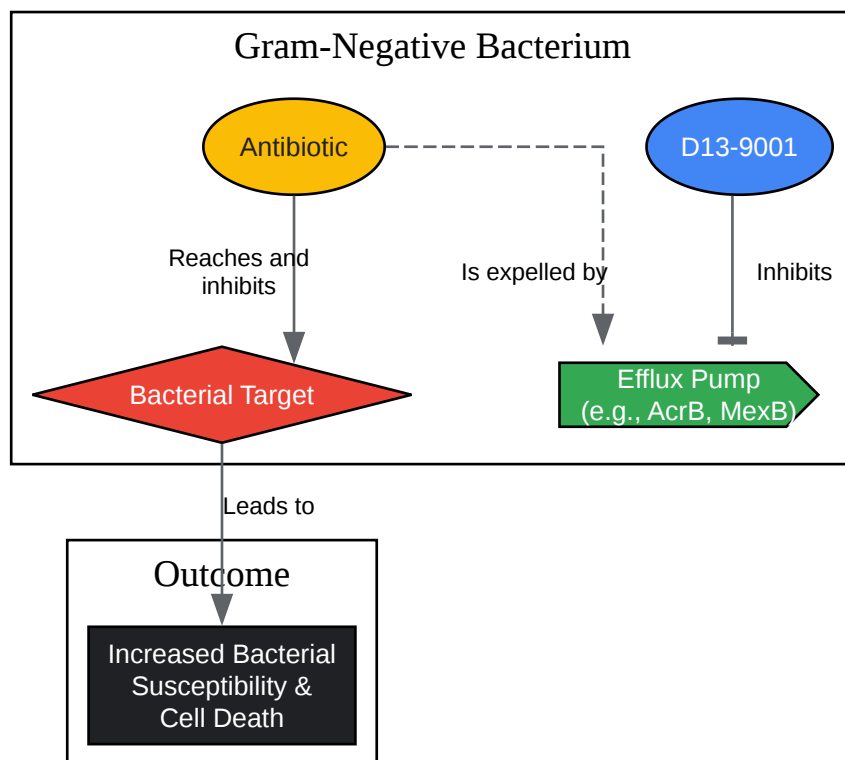 Gram-Negative Bacterium
Antibiotic
D13-9001
Reaches and
inhibits
Is expelled by
Inhibits
Bacterial Target
Efflux Pump
(e.g., AcrB, MexB)
Leads to
Outcome
Increased Bacterial
Susceptibility &
Cell Death